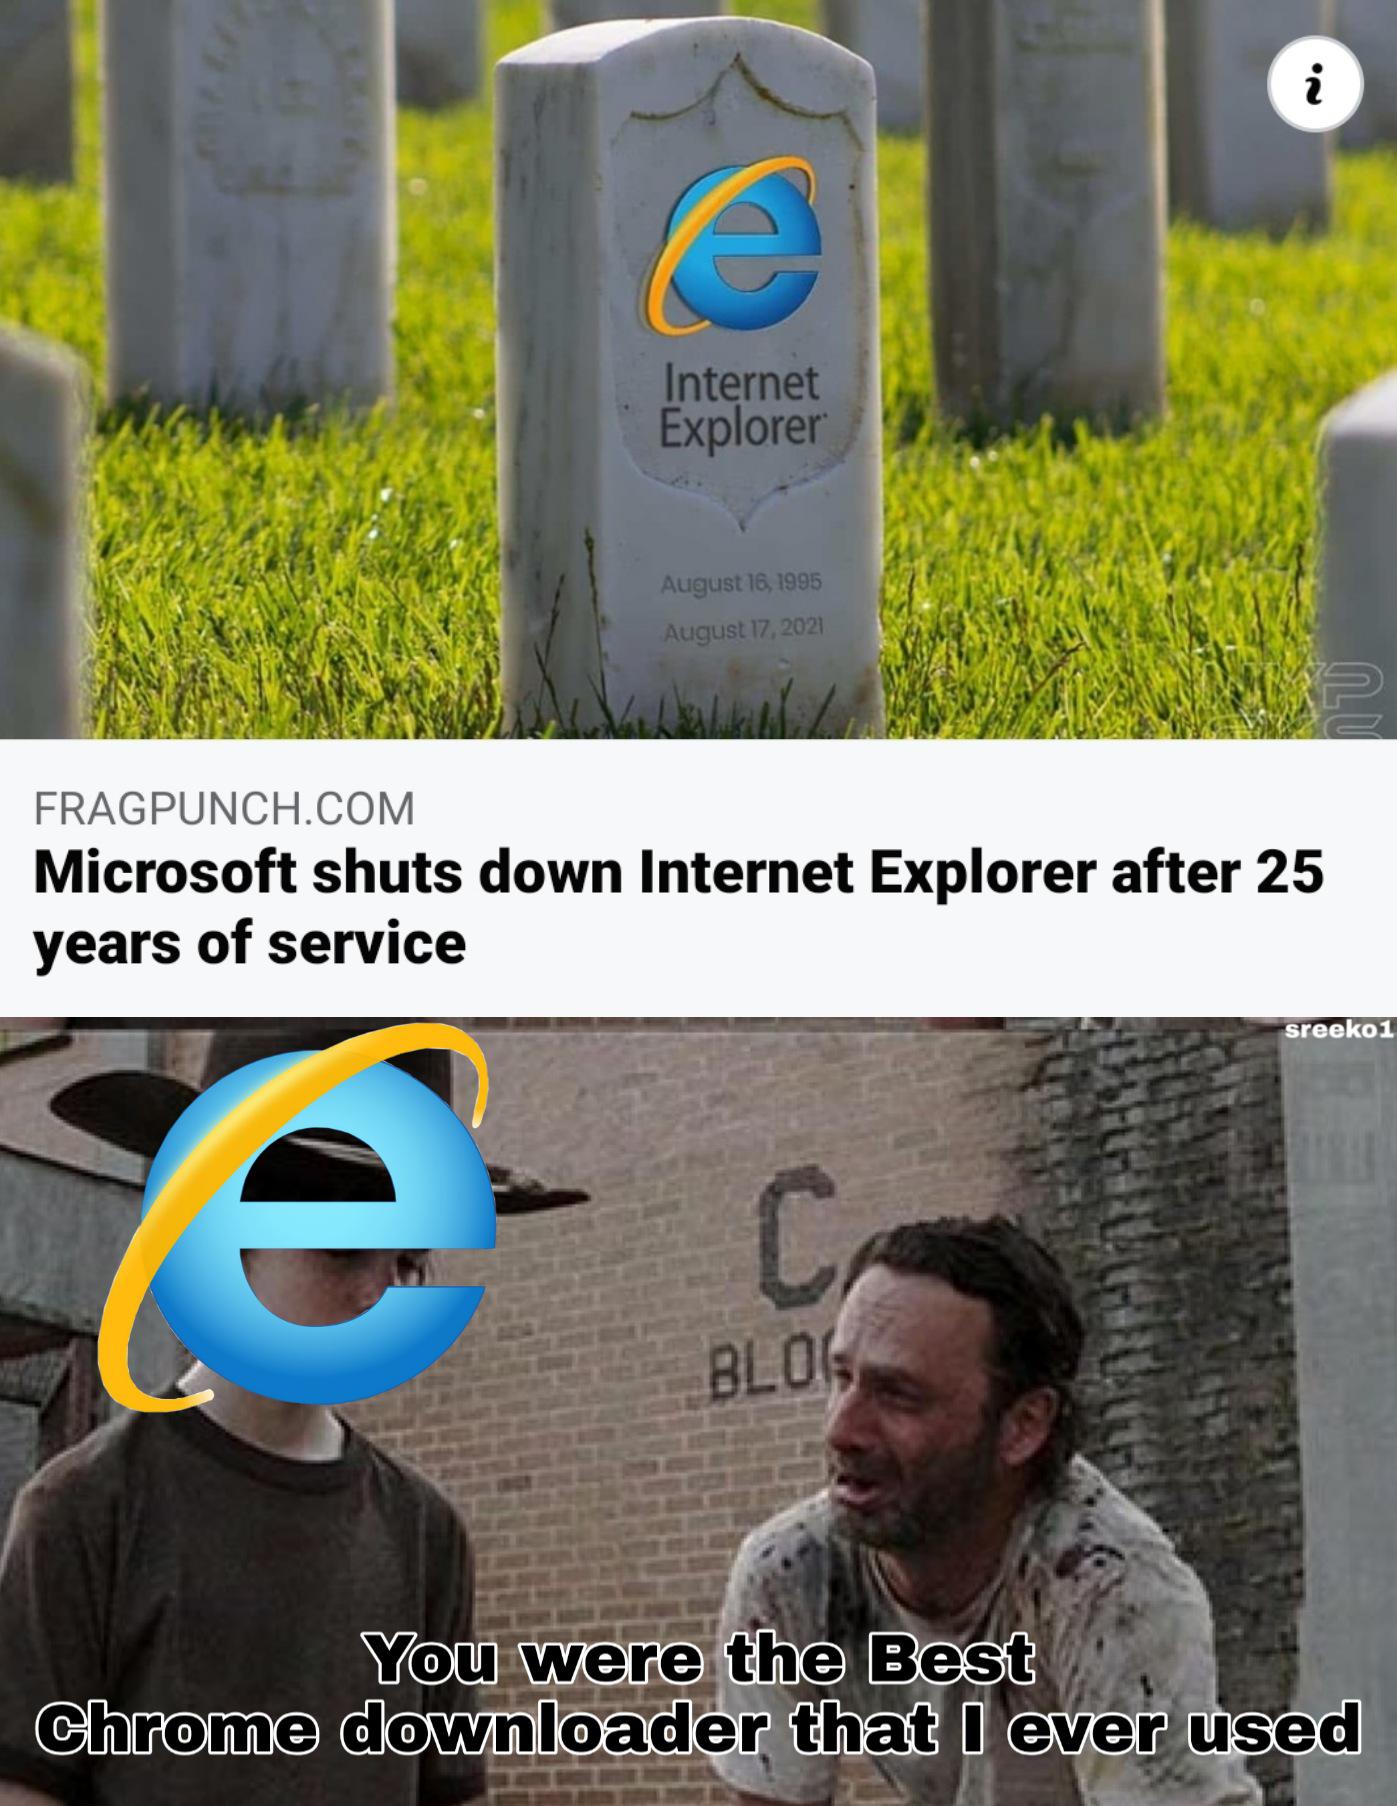 i
Internet
Explorer
August 16, 1995
August 17, 2021
FRAGPUNCH.COM
Microsoft shuts down Internet Explorer after 25
years of service
sreeko1
C
BLOC
You were the Best
Chrome downloader that I ever used